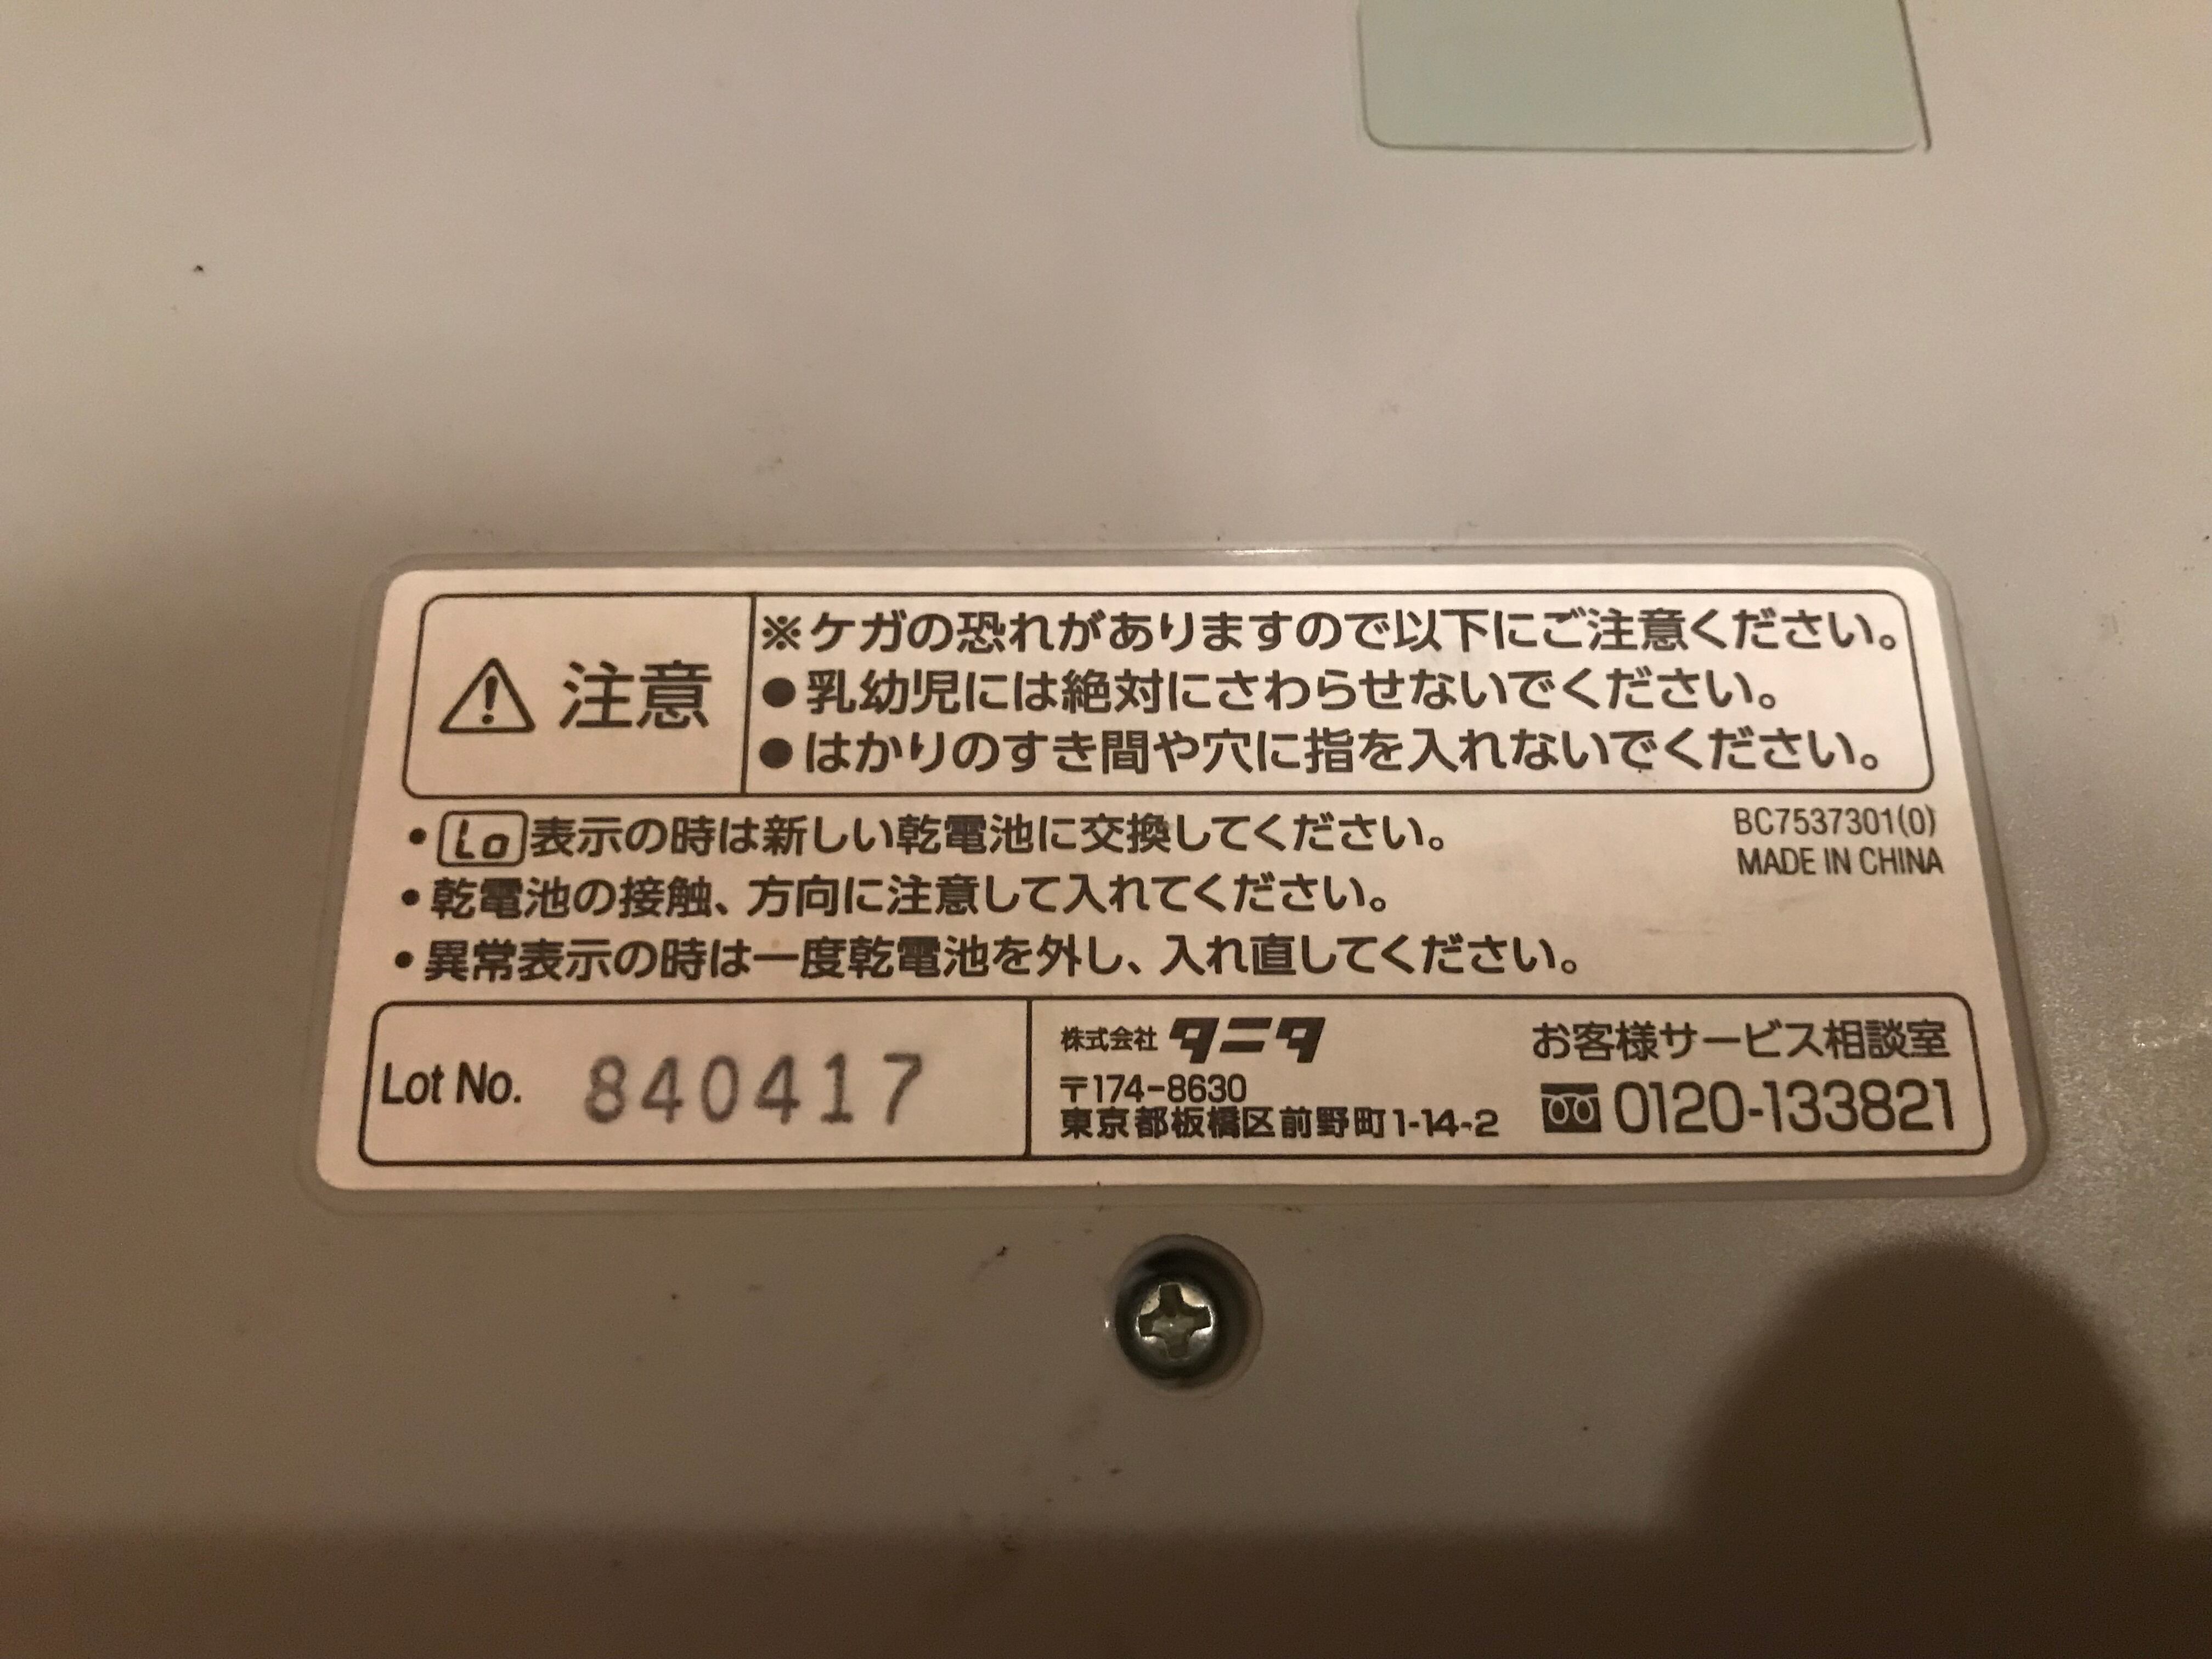 ⚠ 注意
※ケガの恐れがありますので以下にご注意ください。
●乳幼児には絶対にさわらせないでください。
●はかりのすき間や穴に指を入れないでください。
・Lo表示の時は新しい乾電池に交換してください。
BC7537301(0)
MADE IN CHINA
・乾電池の接触、方向に注意して入れてください。
・異常表示の時は一度乾電池を外し、入れ直してください。
Lot No. 840417
株式会社タニタ
〒174-8630
東京都板橋区前野町1-14-2
お客様サービス相談室
0120-133821